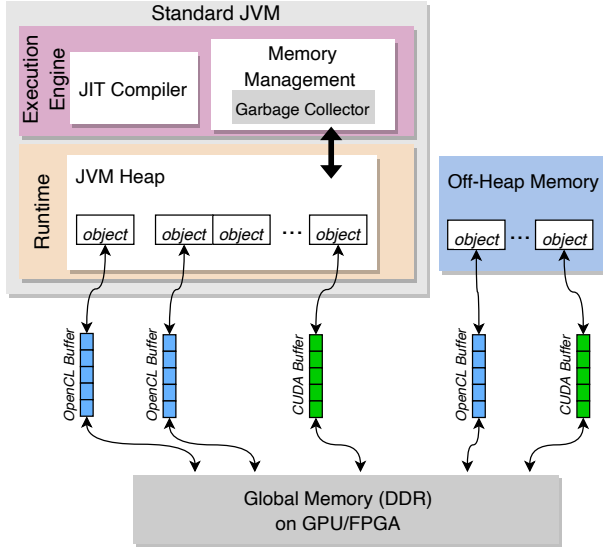 Standard JVM
Execution
Engine
JIT Compiler
Memory
Management
Garbage Collector
Runtime
JVM Heap
object
object
object
...
object
Off-Heap Memory
object
...
object
OpenCL Buffer
OpenCL Buffer
CUDA Buffer
OpenCL Buffer
CUDA Buffer
Global Memory (DDR)
on GPU/FPGA